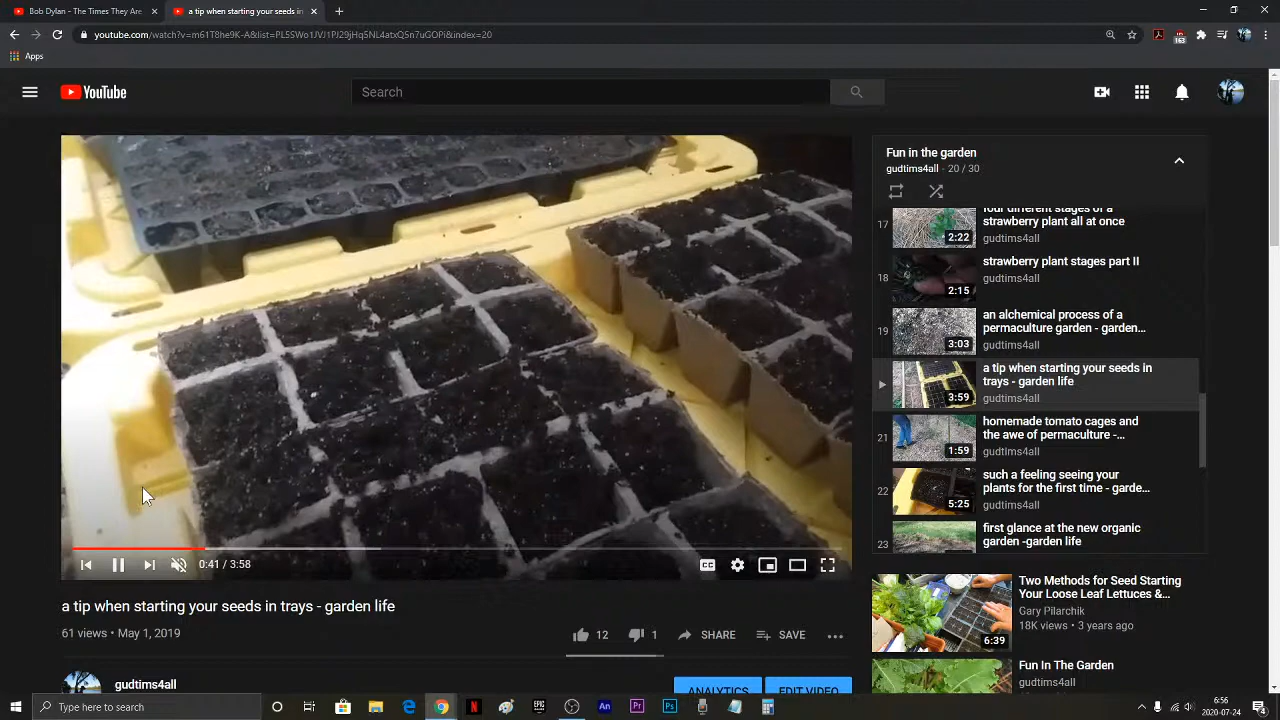 Bob Dylan - The Times They Are
a tip when starting your seeds in
youtube.com/watch?v=m61T8he9K-A&list=PL5SWo1JVJ1PJ29jHq5NL4atxQSn7uGOPi&index=20
163
Apps
YouTube
Search
Fun in the garden
gudtims4all - 20 / 30
17
2:22
four different stages of a
strawberry plant all at once
gudtims4all
18
2:15
strawberry plant stages part II
gudtims4all
19
3:03
an alchemical process of a
permaculture garden - garden...
gudtims4all
3:59
a tip when starting your seeds in
trays - garden life
gudtims4all
21
1:59
homemade tomato cages and
the awe of permaculture -...
gudtims4all
22
5:25
such a feeling seeing your
plants for the first time - garde...
gudtims4all
23
first glance at the new organic
garden -garden life
0:41 / 3:58
CC
a tip when starting your seeds in trays - garden life
61 views • May 1, 2019
12
1
SHARE
SAVE
gudtims4all
ANALYTICS
EDIT VIDEO
6:39
Two Methods for Seed Starting
Your Loose Leaf Lettuces &...
Gary Pilarchik
18K views • 3 years ago
Fun In The Garden
gudtims4all
Type here to search
N
EPIC
An
Pr
Ps
6:56
2020-07-24